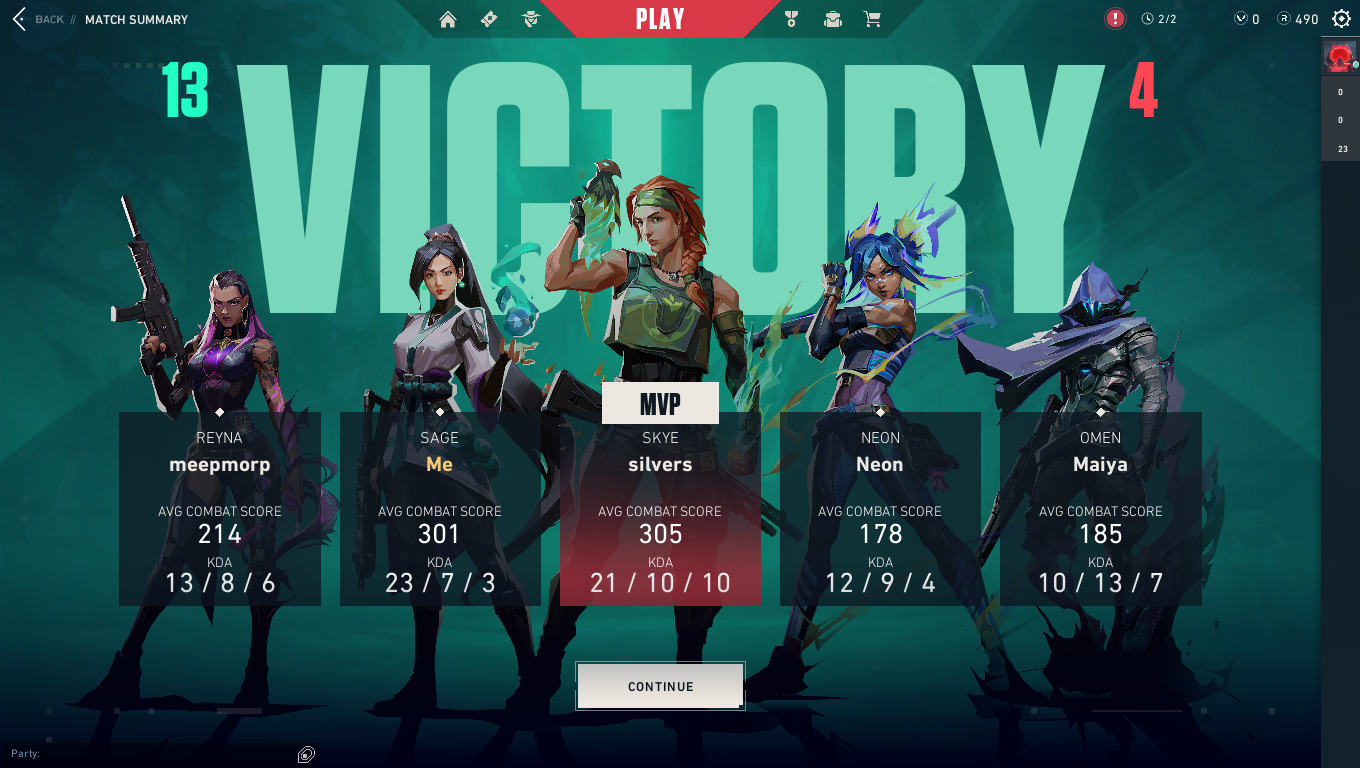 BACK // MATCH SUMMARY
PLAY
2/2
0
490
13
VICTORY
4
0
0
23
MVP
REYNA
meepmorp
AVG COMBAT SCORE
214
KDA
13 / 8 / 6
SAGE
Me
AVG COMBAT SCORE
301
KDA
23 / 7 / 3
SKYE
silvers
AVG COMBAT SCORE
305
KDA
21 / 10 / 10
NEON
Neon
AVG COMBAT SCORE
178
KDA
12 / 9 / 4
OMEN
Maiya
AVG COMBAT SCORE
185
KDA
10 / 13 / 7
CONTINUE
Party: